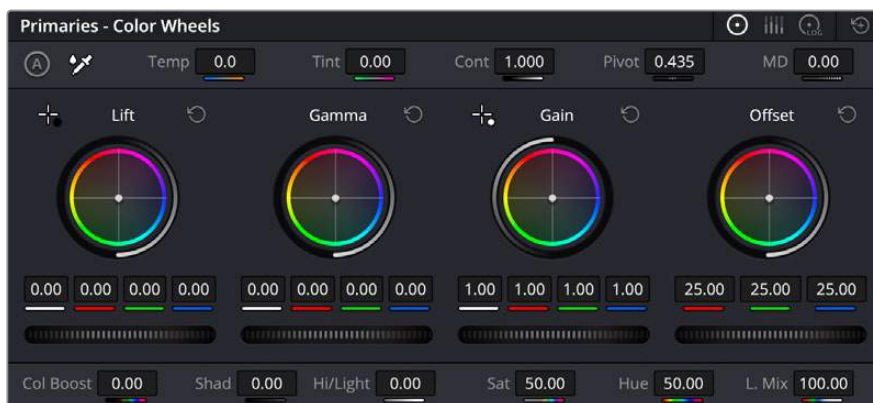 Primaries - Color Wheels
LOG
A Temp 0.0 Tint 0.00 Cont 1.000 Pivot 0.435 MD 0.00
Lift Gamma Gain Offset
0.00 0.00 0.00 0.00 0.00 0.00 0.00 0.00 1.00 1.00 1.00 1.00 25.00 25.00 25.00
Col Boost 0.00 Shad 0.00 Hi/Light 0.00 Sat 50.00 Hue 50.00 L. Mix 100.00